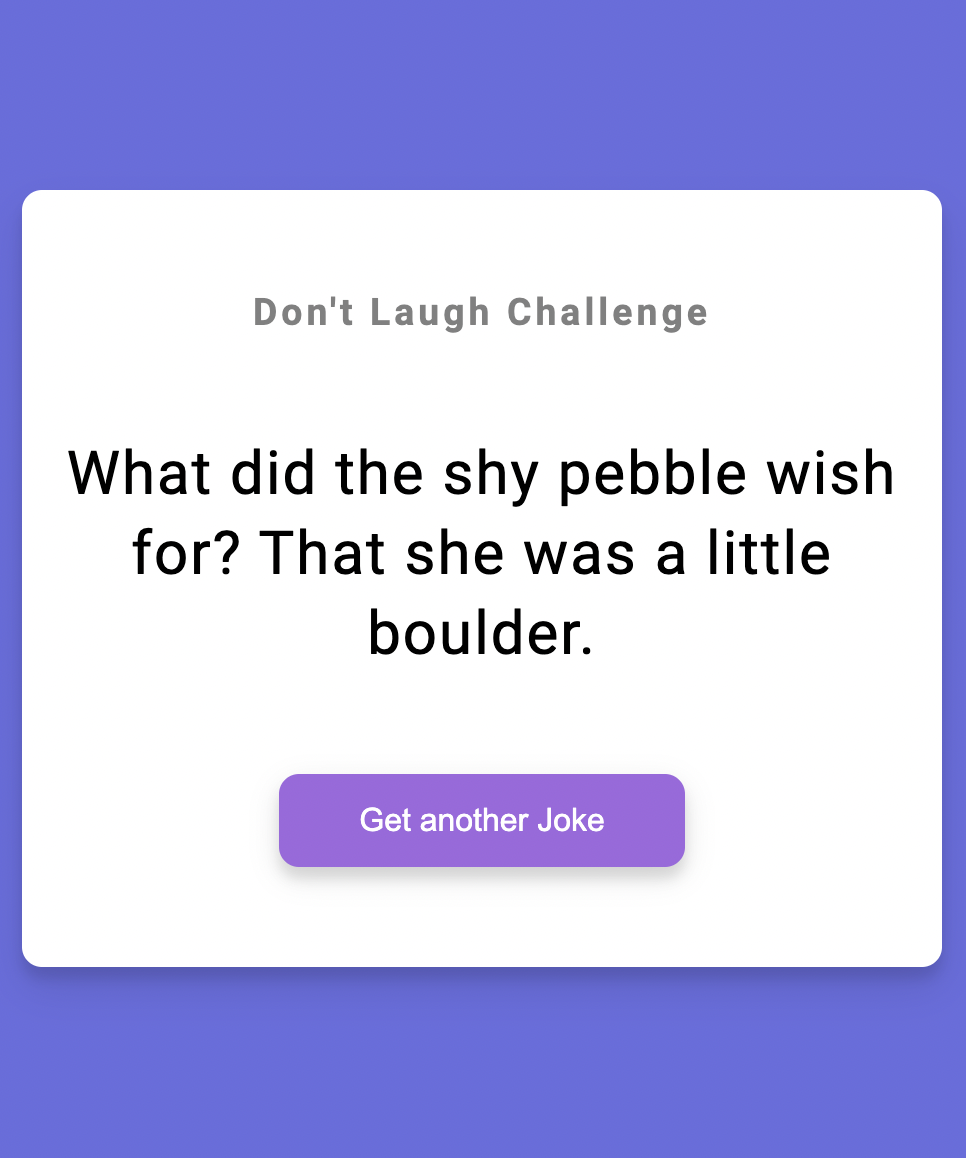 Don't Laugh Challenge
What did the shy pebble wish
for? That she was a little
boulder.
Get another Joke